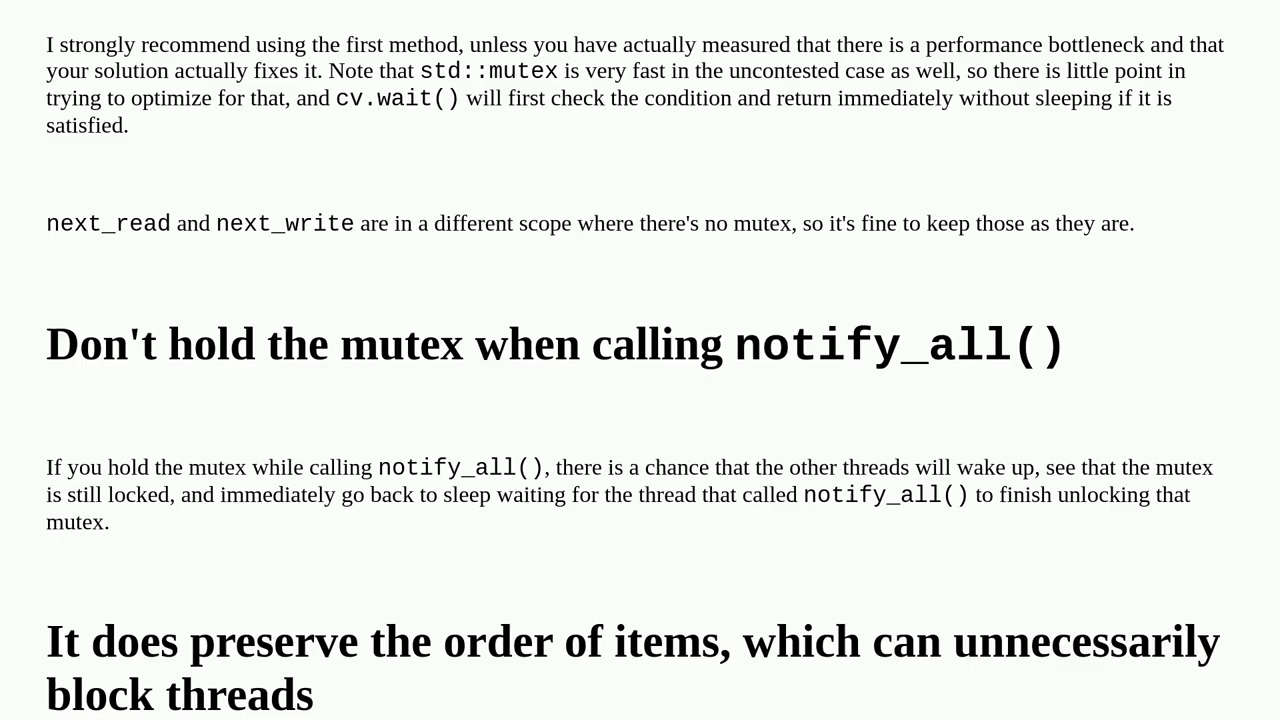 I strongly recommend using the first method, unless you have actually measured that there is a performance bottleneck and that
your solution actually fixes it. Note that std::mutex is very fast in the uncontested case as well, so there is little point in
trying to optimize for that, and cv.wait() will first check the condition and return immediately without sleeping if it is
satisfied.
next_read and next_write are in a different scope where there's no mutex, so it's fine to keep those as they are.
Don't hold the mutex when calling notify_all()
If you hold the mutex while calling notify_all(), there is a chance that the other threads will wake up, see that the mutex
is still locked, and immediately go back to sleep waiting for the thread that called notify_all() to finish unlocking that
mutex.
It does preserve the order of items, which can unnecessarily
block threads